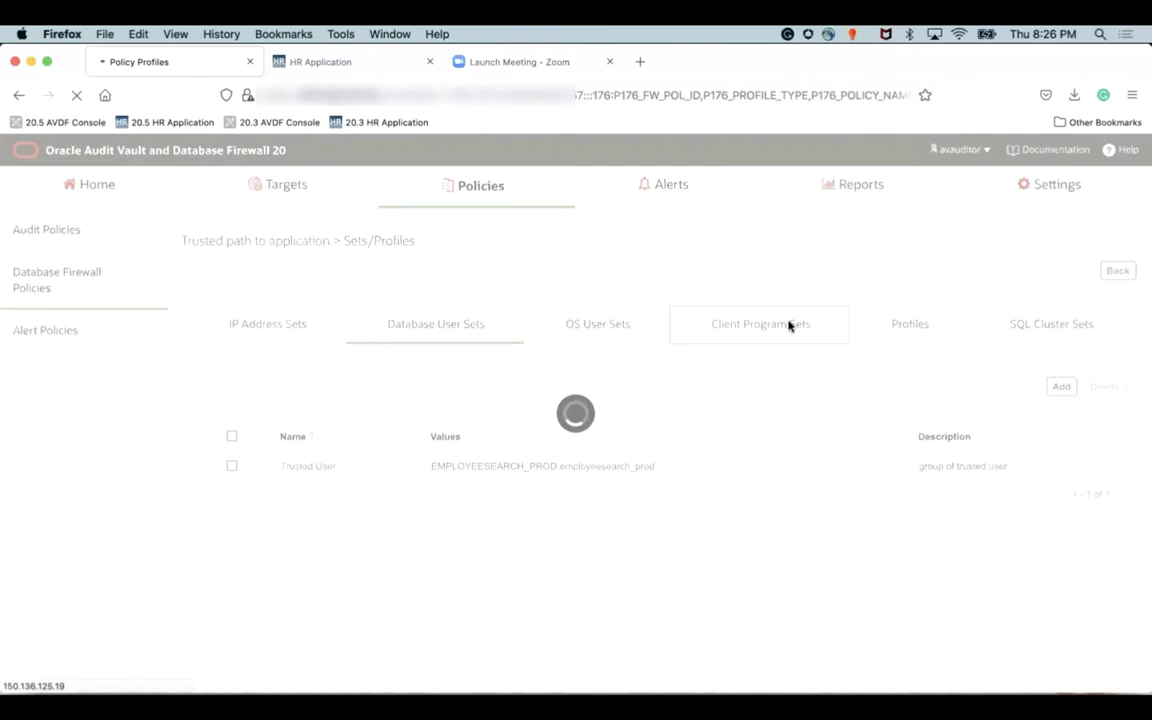 Firefox File Edit View History Bookmarks Tools Window Help Thu 8:26 PM
Policy Profiles HR Application Launch Meeting - Zoom
7:::176:P176_FW_POL_ID,P176_PROFILE_TYPE,P176_POLICY_NAM
20.5 AVDF Console 20.5 HR Application 20.3 AVDF Console 20.3 HR Application Other Bookmarks
Oracle Audit Vault and Database Firewall 20 avauditor Documentation Help
Home Targets Policies Alerts Reports Settings
Audit Policies
Trusted path to application > Sets/Profiles
Database Firewall
Policies
Back
Alert Policies
IP Address Sets Database User Sets OS User Sets Client Program Sets Profiles SQL Cluster Sets
Add Delete
Name Values Description
Trusted User EMPLOYEESEARCH_PROD,employeesearch_prod group of trusted user
1 - 1 of 1
150.136.125.19